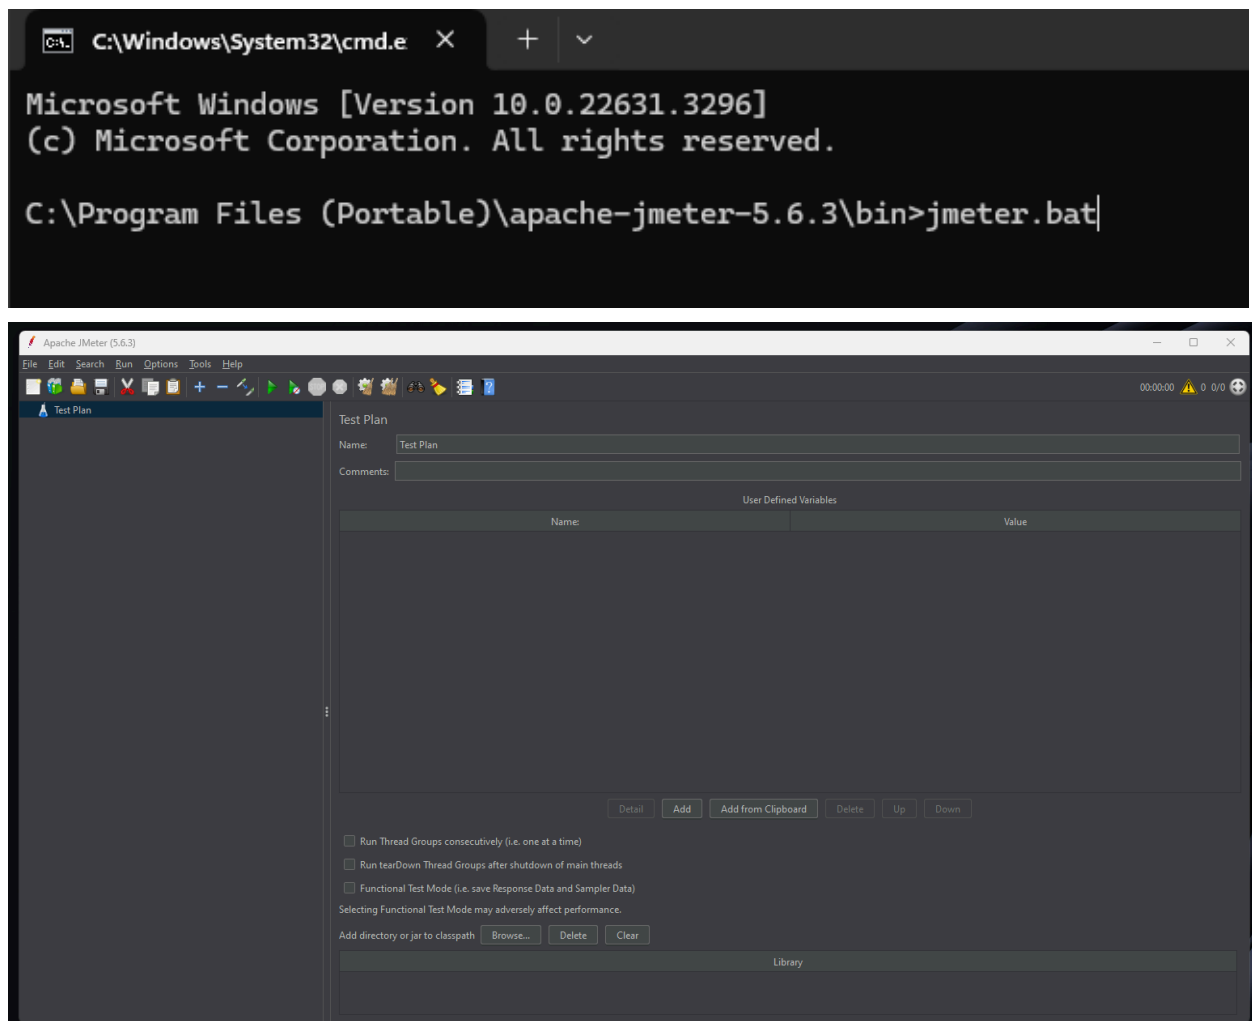 C:\Windows\System32\cmd.e
Microsoft Windows [Version 10.0.22631.3296]
(c) Microsoft Corporation. All rights reserved.
C:\Program Files (Portable)\apache-jmeter-5.6.3\bin>jmeter.bat
Apache JMeter (5.6.3)
File Edit Search Run Options Tools Help
00:00:00 0 0/0
Test Plan
Test Plan
Name: Test Plan
Comments:
User Defined Variables
Name: Value
Detail Add Add from Clipboard Delete Up Down
Run Thread Groups consecutively (i.e. one at a time)
Run tearDown Thread Groups after shutdown of main threads
Functional Test Mode (i.e. save Response Data and Sampler Data)
Selecting Functional Test Mode may adversely affect performance.
Add directory or jar to classpath Browse... Delete Clear
Library